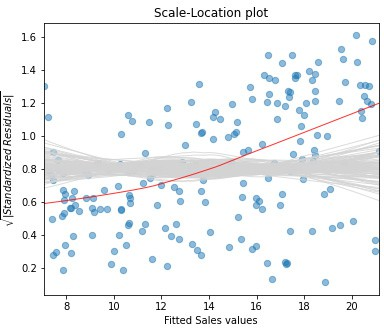 Scale-Location plot
√|Standardized Residuals|
1.6
1.4
1.2
1.0
0.8
0.6
0.4
0.2
8 10 12 14 16 18 20
Fitted Sales values